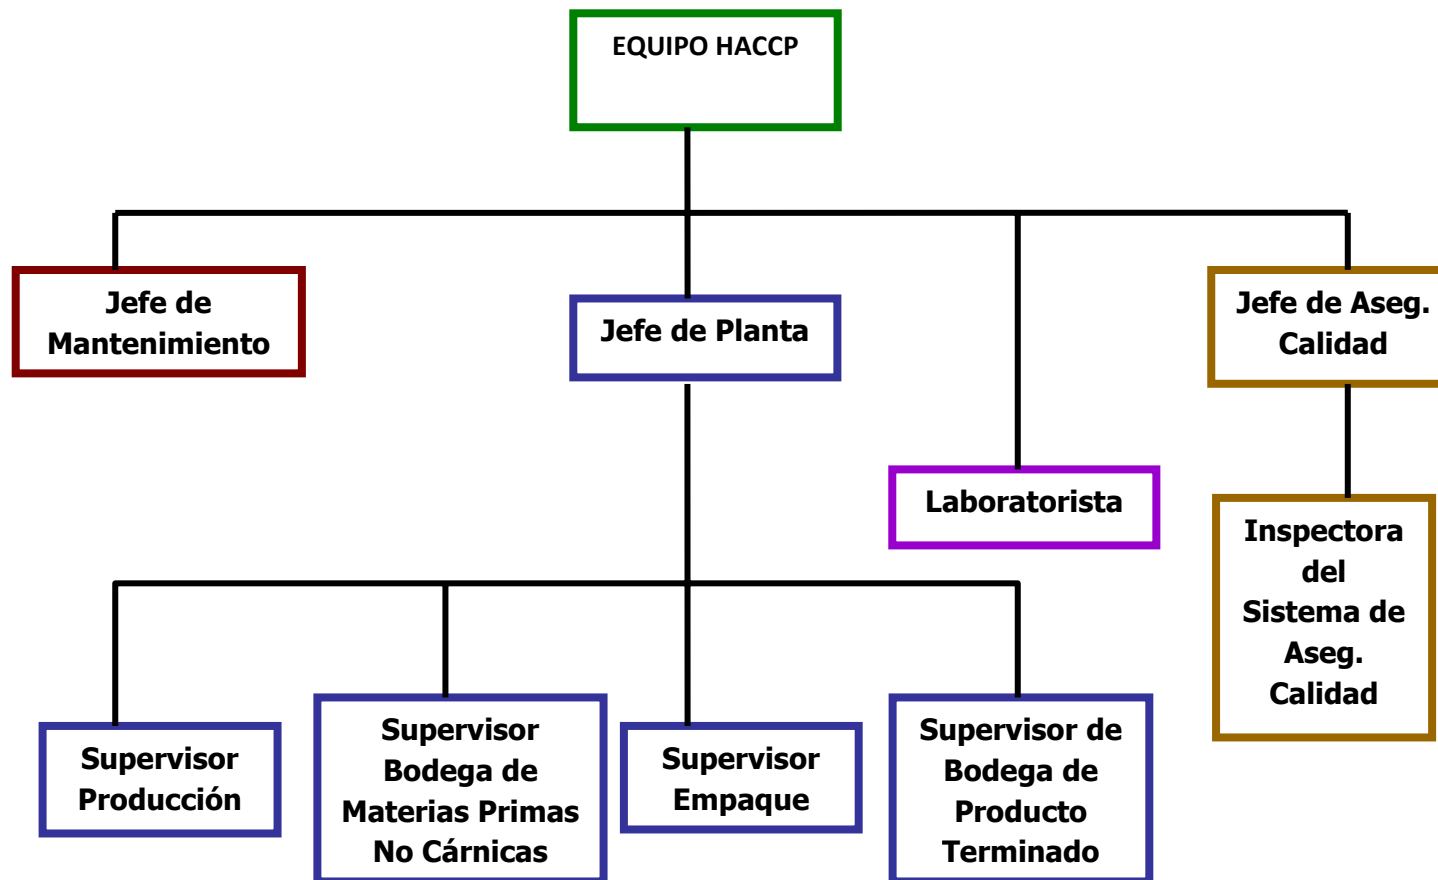 EQUIPO HACCP
Jefe de
Mantenimiento
Jefe de Planta
Jefe de Aseg.
Calidad
Laboratorista
Inspectora
del
Sistema de
Aseg.
Calidad
Supervisor
Producción
Supervisor
Bodega de
Materias Primas
No Cárnicas
Supervisor
Empaque
Supervisor de
Bodega de
Producto
Terminado